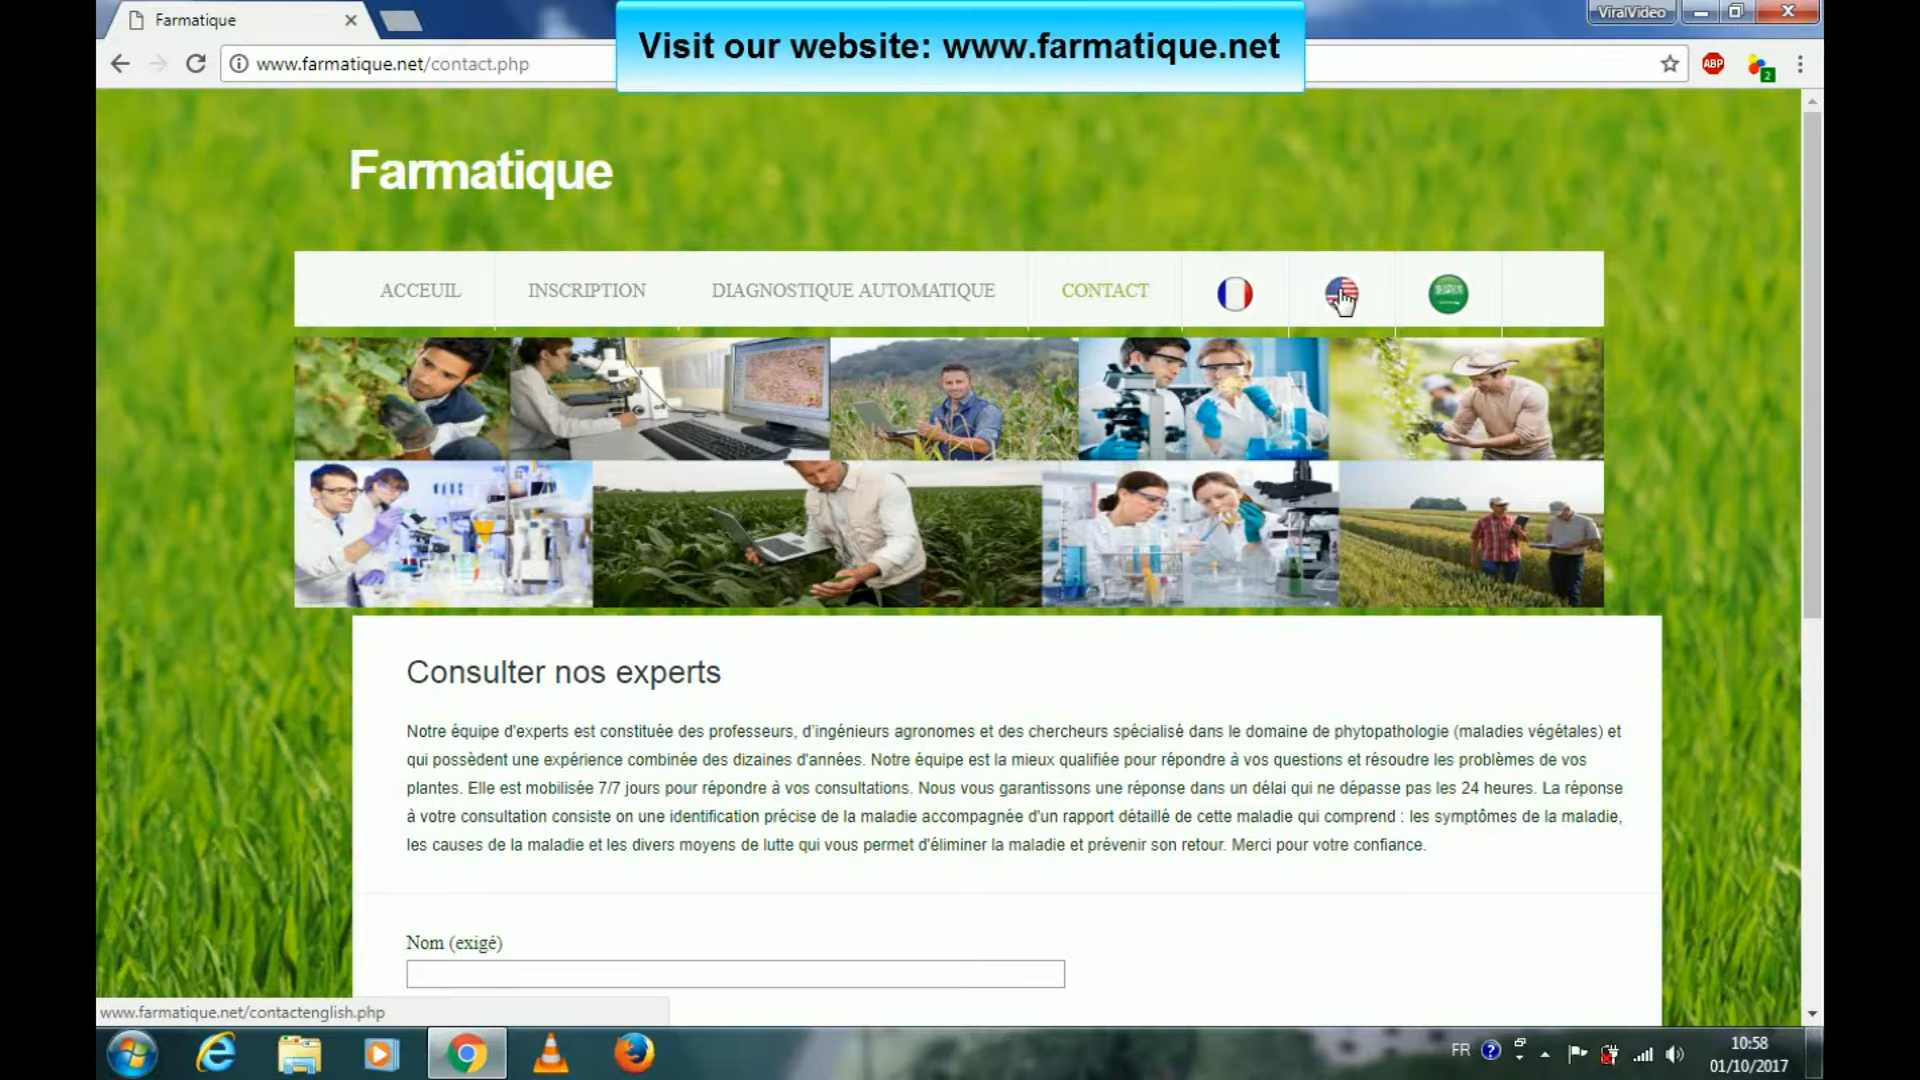 Farmatique
ViralVideo
Visit our website: www.farmatique.net
www.farmatique.net/contact.php
ABP
2
Farmatique
ACCEUIL
INSCRIPTION
DIAGNOSTIQUE AUTOMATIQUE
CONTACT
Consulter nos experts
Notre équipe d'experts est constituée des professeurs, d'ingénieurs agronomes et des chercheurs spécialisé dans le domaine de phytopathologie (maladies végétales) et
qui possèdent une expérience combinée des dizaines d'années. Notre équipe est la mieux qualifiée pour répondre à vos questions et résoudre les problèmes de vos
plantes. Elle est mobilisée 7/7 jours pour répondre à vos consultations. Nous vous garantissons une réponse dans un délai qui ne dépasse pas les 24 heures. La réponse
à votre consultation consiste on une identification précise de la maladie accompagnée d'un rapport détaillé de cette maladie qui comprend : les symptômes de la maladie,
les causes de la maladie et les divers moyens de lutte qui vous permet d'éliminer la maladie et prévenir son retour. Merci pour votre confiance.
Nom (exigé)
www.farmatique.net/contactenglish.php
FR
10:58
01/10/2017